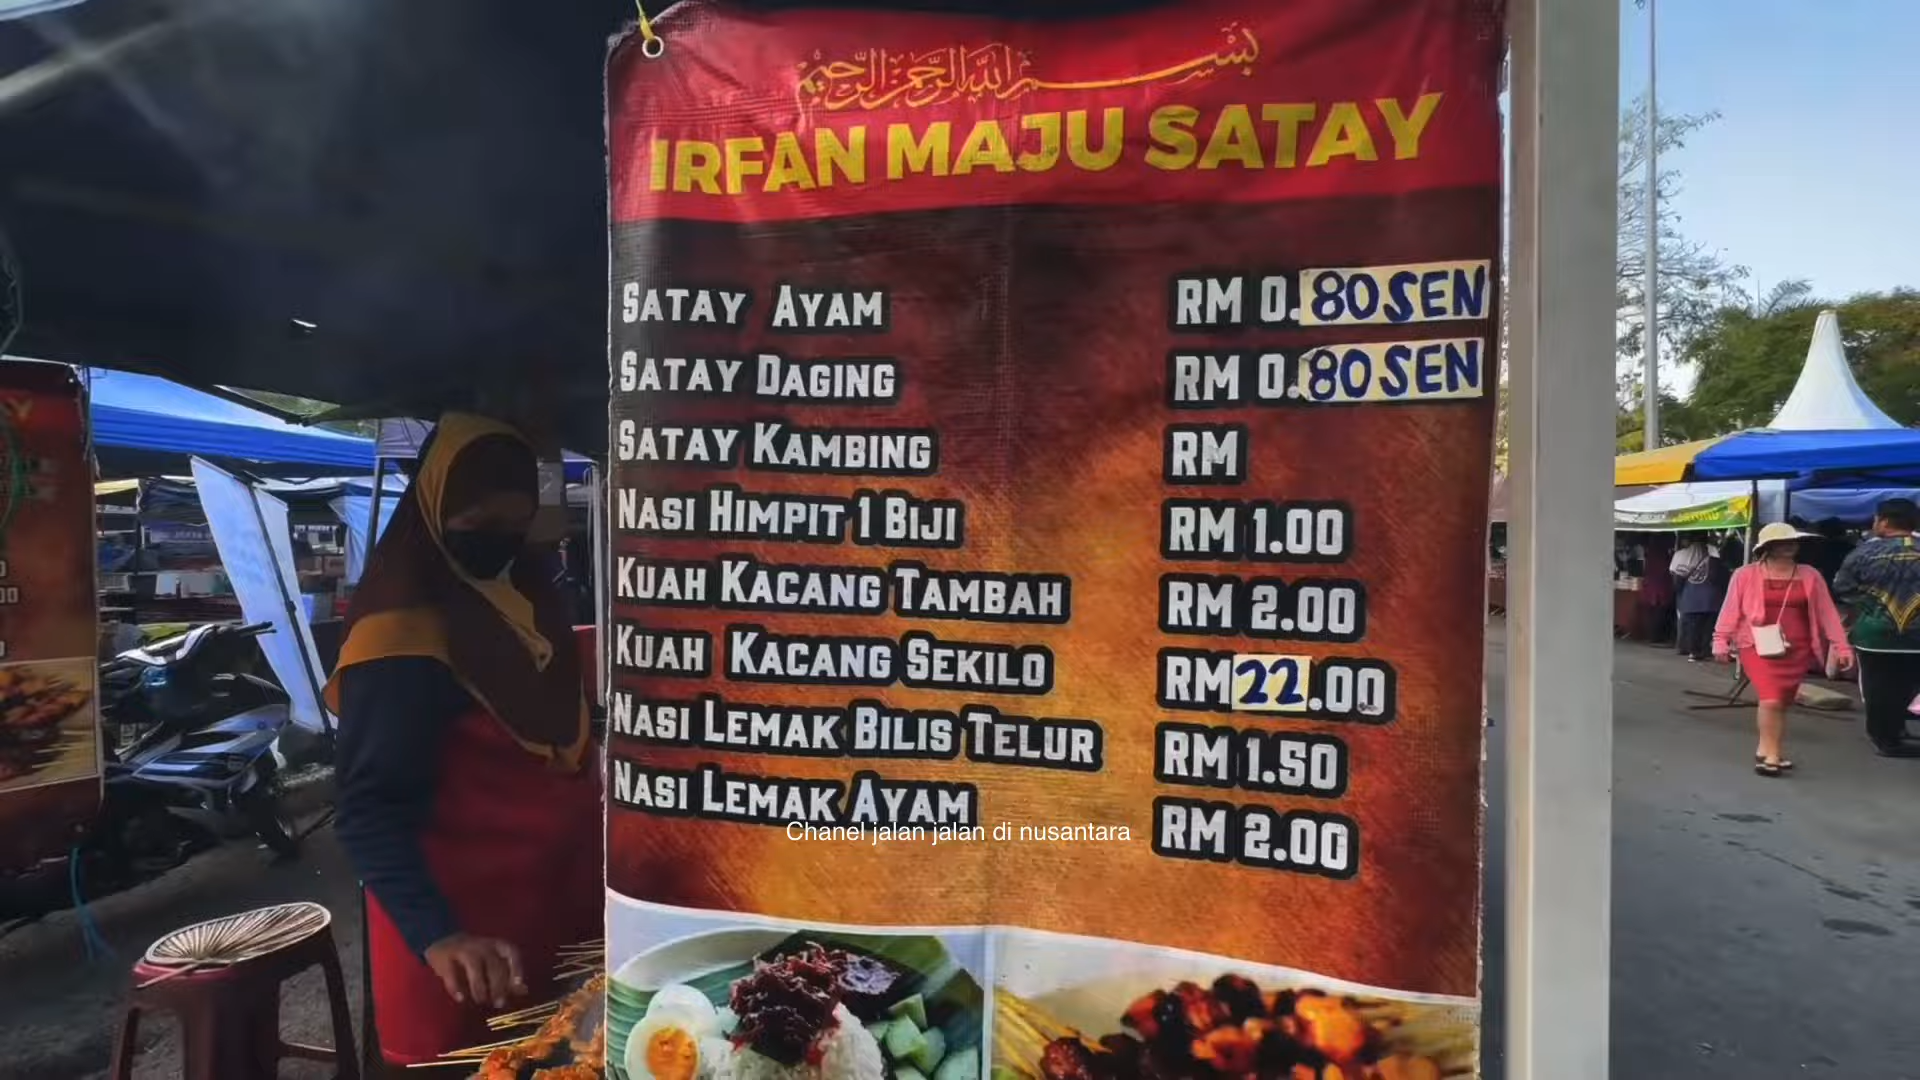 بسم الله الرحمن الرحيم
IRFAN MAJU SATAY
SATAY AYAM RM 0.80SEN
SATAY DAGING RM 0.80SEN
SATAY KAMBING RM
NASI HIMPIT 1 BIJI RM 1.00
KUAH KACANG TAMBAH RM 2.00
KUAH KACANG SEKILO RM22.00
NASI LEMAK BILIS TELUR RM 1.50
NASI LEMAK AYAM RM 2.00
Chanel jalan jalan di nusantara